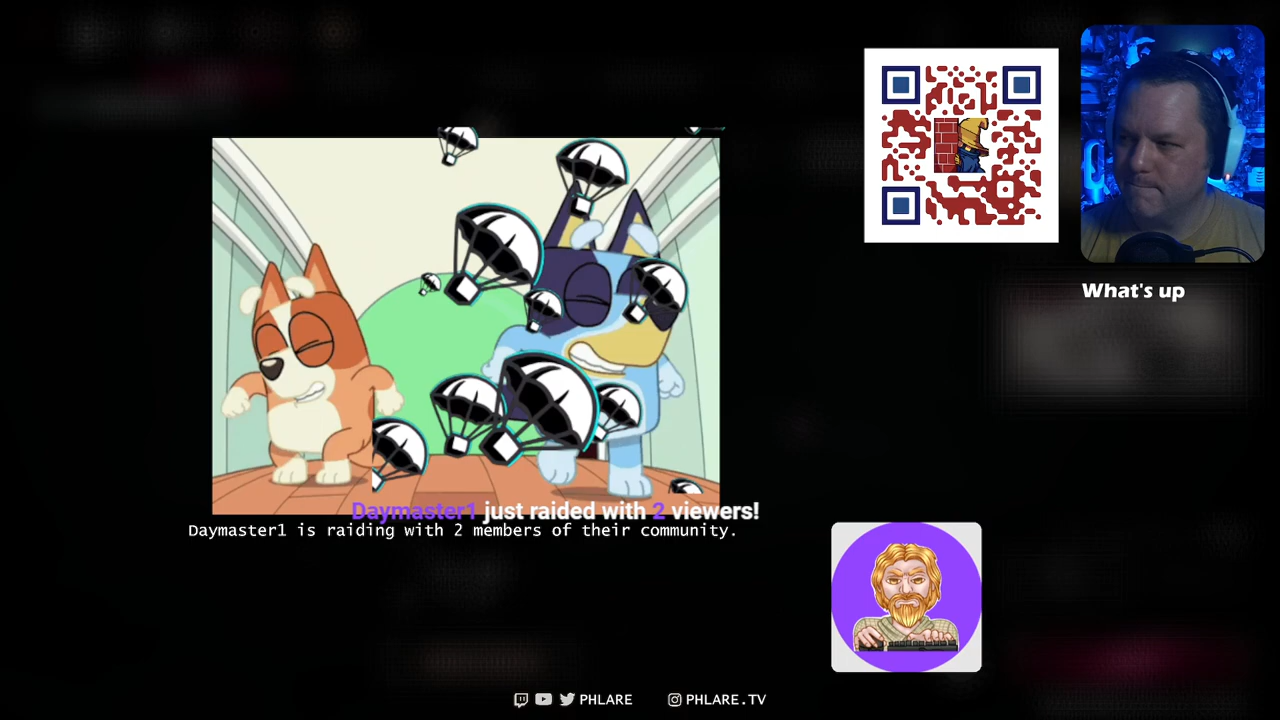 What's up
Daymaster1 just raided with 2 viewers!
Daymaster1 is raiding with 2 members of their community.
PHLARE PHLARE.TV